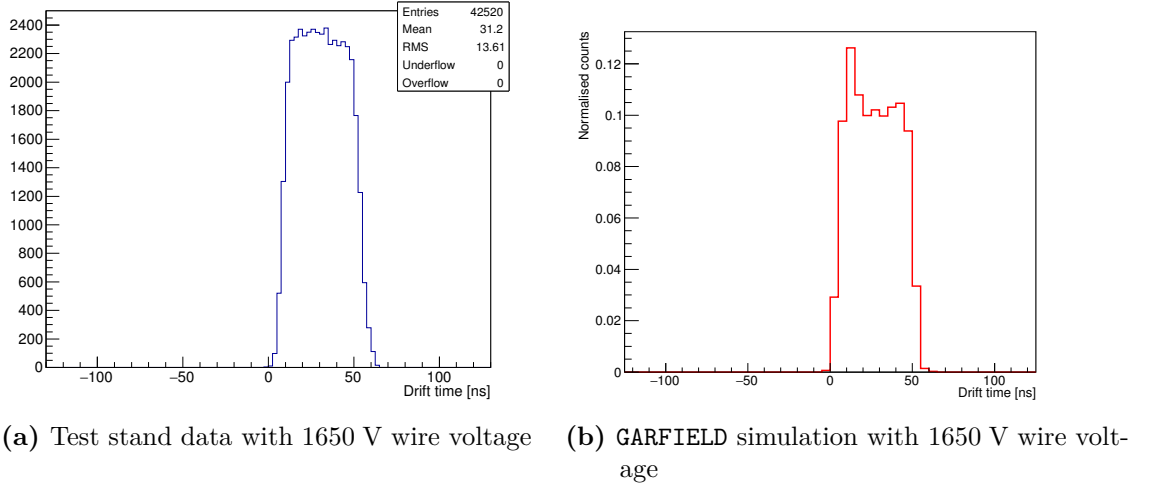 Entries 42520
Mean 31.2
RMS 13.61
Underflow 0
Overflow 0
2400
2200
2000
1800
1600
1400
1200
1000
800
600
400
200
0
−100 −50 0 50 100
Drift time [ns]
Normalised counts
0.12
0.1
0.08
0.06
0.04
0.02
0
−100 −50 0 50 100
Drift time [ns]
(a) Test stand data with 1650 V wire voltage
(b) GARFIELD simulation with 1650 V wire volt-
age